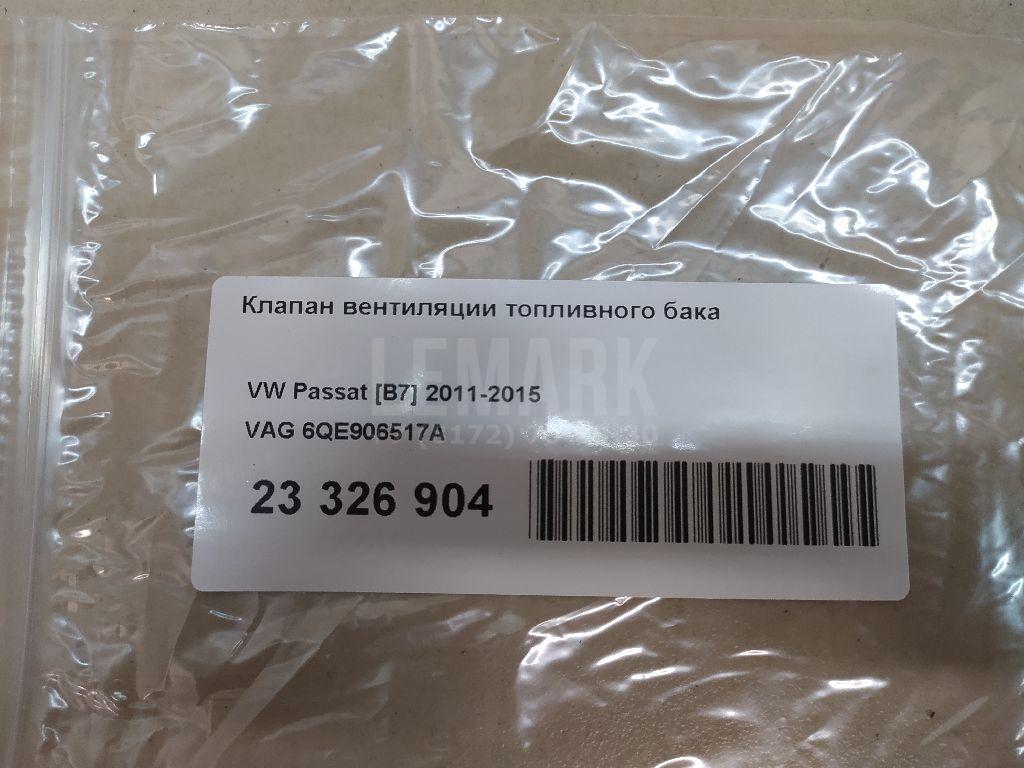 Клапан вентиляции топливного бака
LEMARK
VW Passat [B7] 2011-2015
VAG 6QE906517A
23 326 904